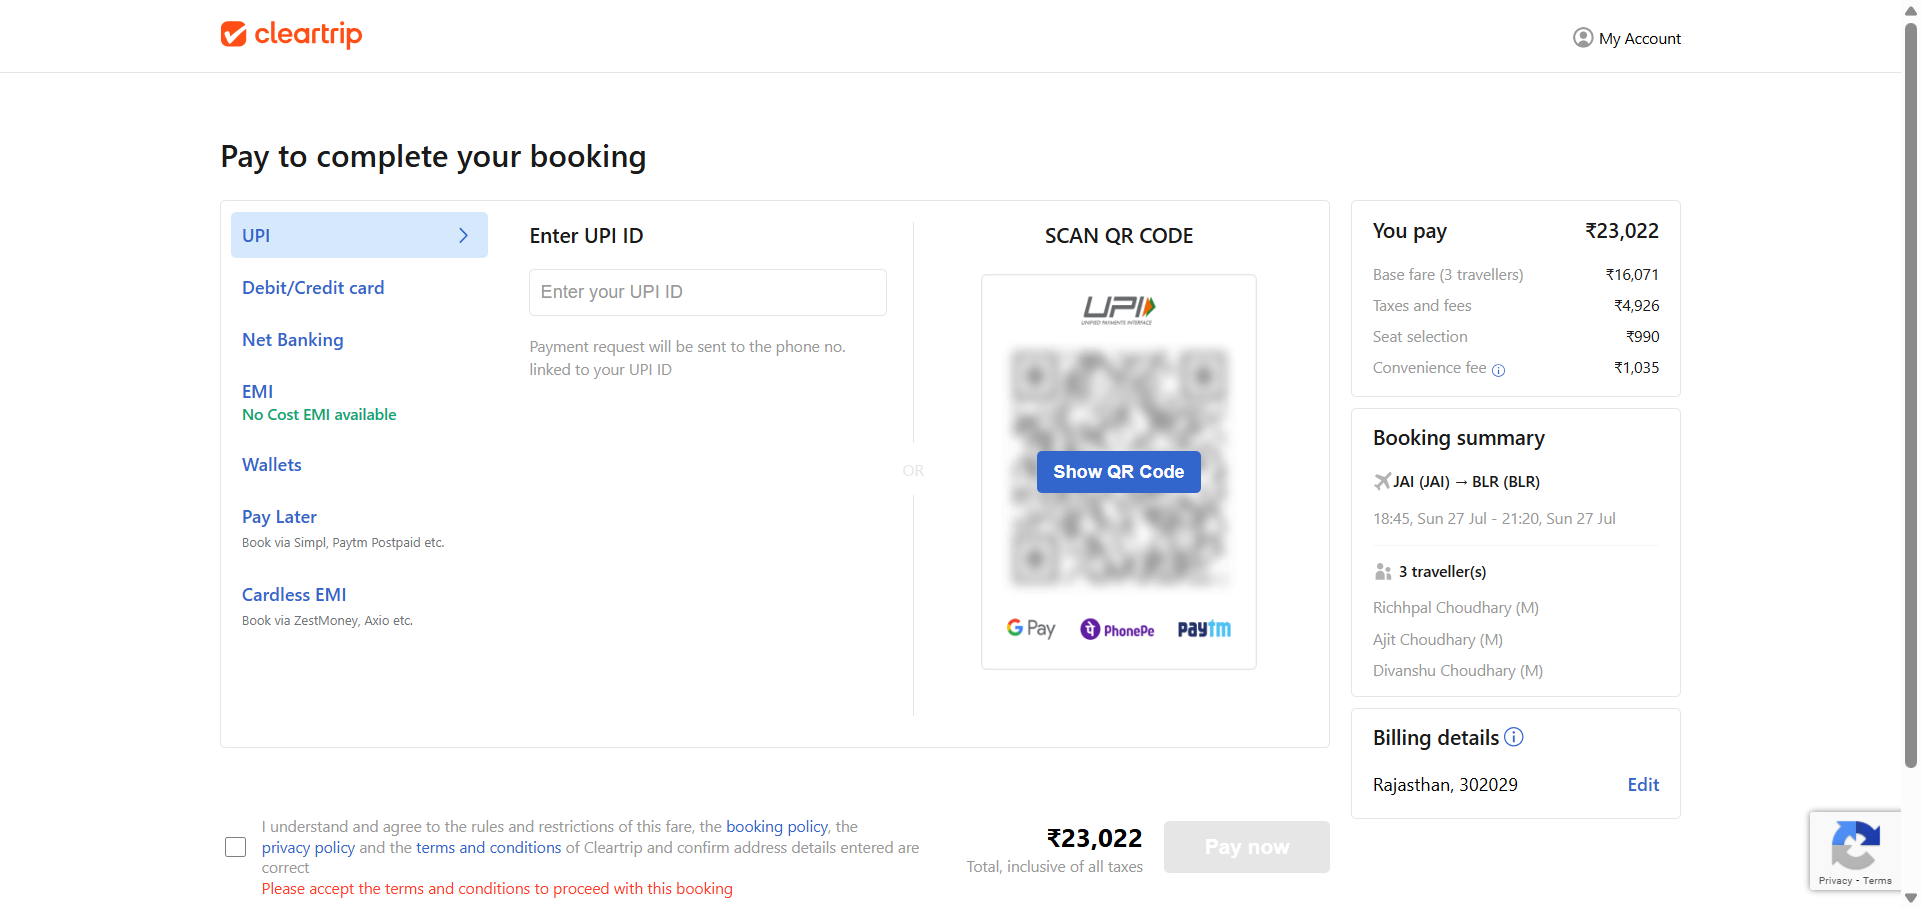 cleartrip
My Account
Pay to complete your booking
UPI
Debit/Credit card
Net Banking
EMI
No Cost EMI available
Wallets
Pay Later
Book via Simpl, Paytm Postpaid etc.
Cardless EMI
Book via ZestMoney, Axio etc.
Enter UPI ID
Enter your UPI ID
Payment request will be sent to the phone no.
linked to your UPI ID
OR
SCAN QR CODE
UPI
UNIFIED PAYMENTS INTERFACE
Show QR Code
G Pay
PhonePe
paytm
You pay ₹23,022
Base fare (3 travellers) ₹16,071
Taxes and fees ₹4,926
Seat selection ₹990
Convenience fee ₹1,035
Booking summary
JAI (JAI) → BLR (BLR)
18:45, Sun 27 Jul - 21:20, Sun 27 Jul
3 traveller(s)
Richhpal Choudhary (M)
Ajit Choudhary (M)
Divanshu Choudhary (M)
Billing details
Rajasthan, 302029 Edit
I understand and agree to the rules and restrictions of this fare, the booking policy, the
privacy policy and the terms and conditions of Cleartrip and confirm address details entered are
correct
Please accept the terms and conditions to proceed with this booking
₹23,022
Total, inclusive of all taxes
Pay now
Privacy - Terms